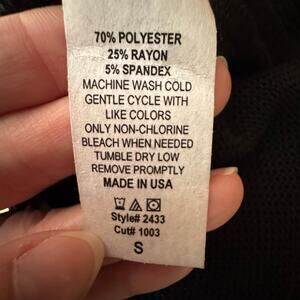 70% POLYESTER
25% RAYON
5% SPANDEX
MACHINE WASH COLD
GENTLE CYCLE WITH
LIKE COLORS
ONLY NON-CHLORINE
BLEACH WHEN NEEDED
TUMBLE DRY LOW
REMOVE PROMPTLY
MADE IN USA
Style# 2433
Cut# 1003
S